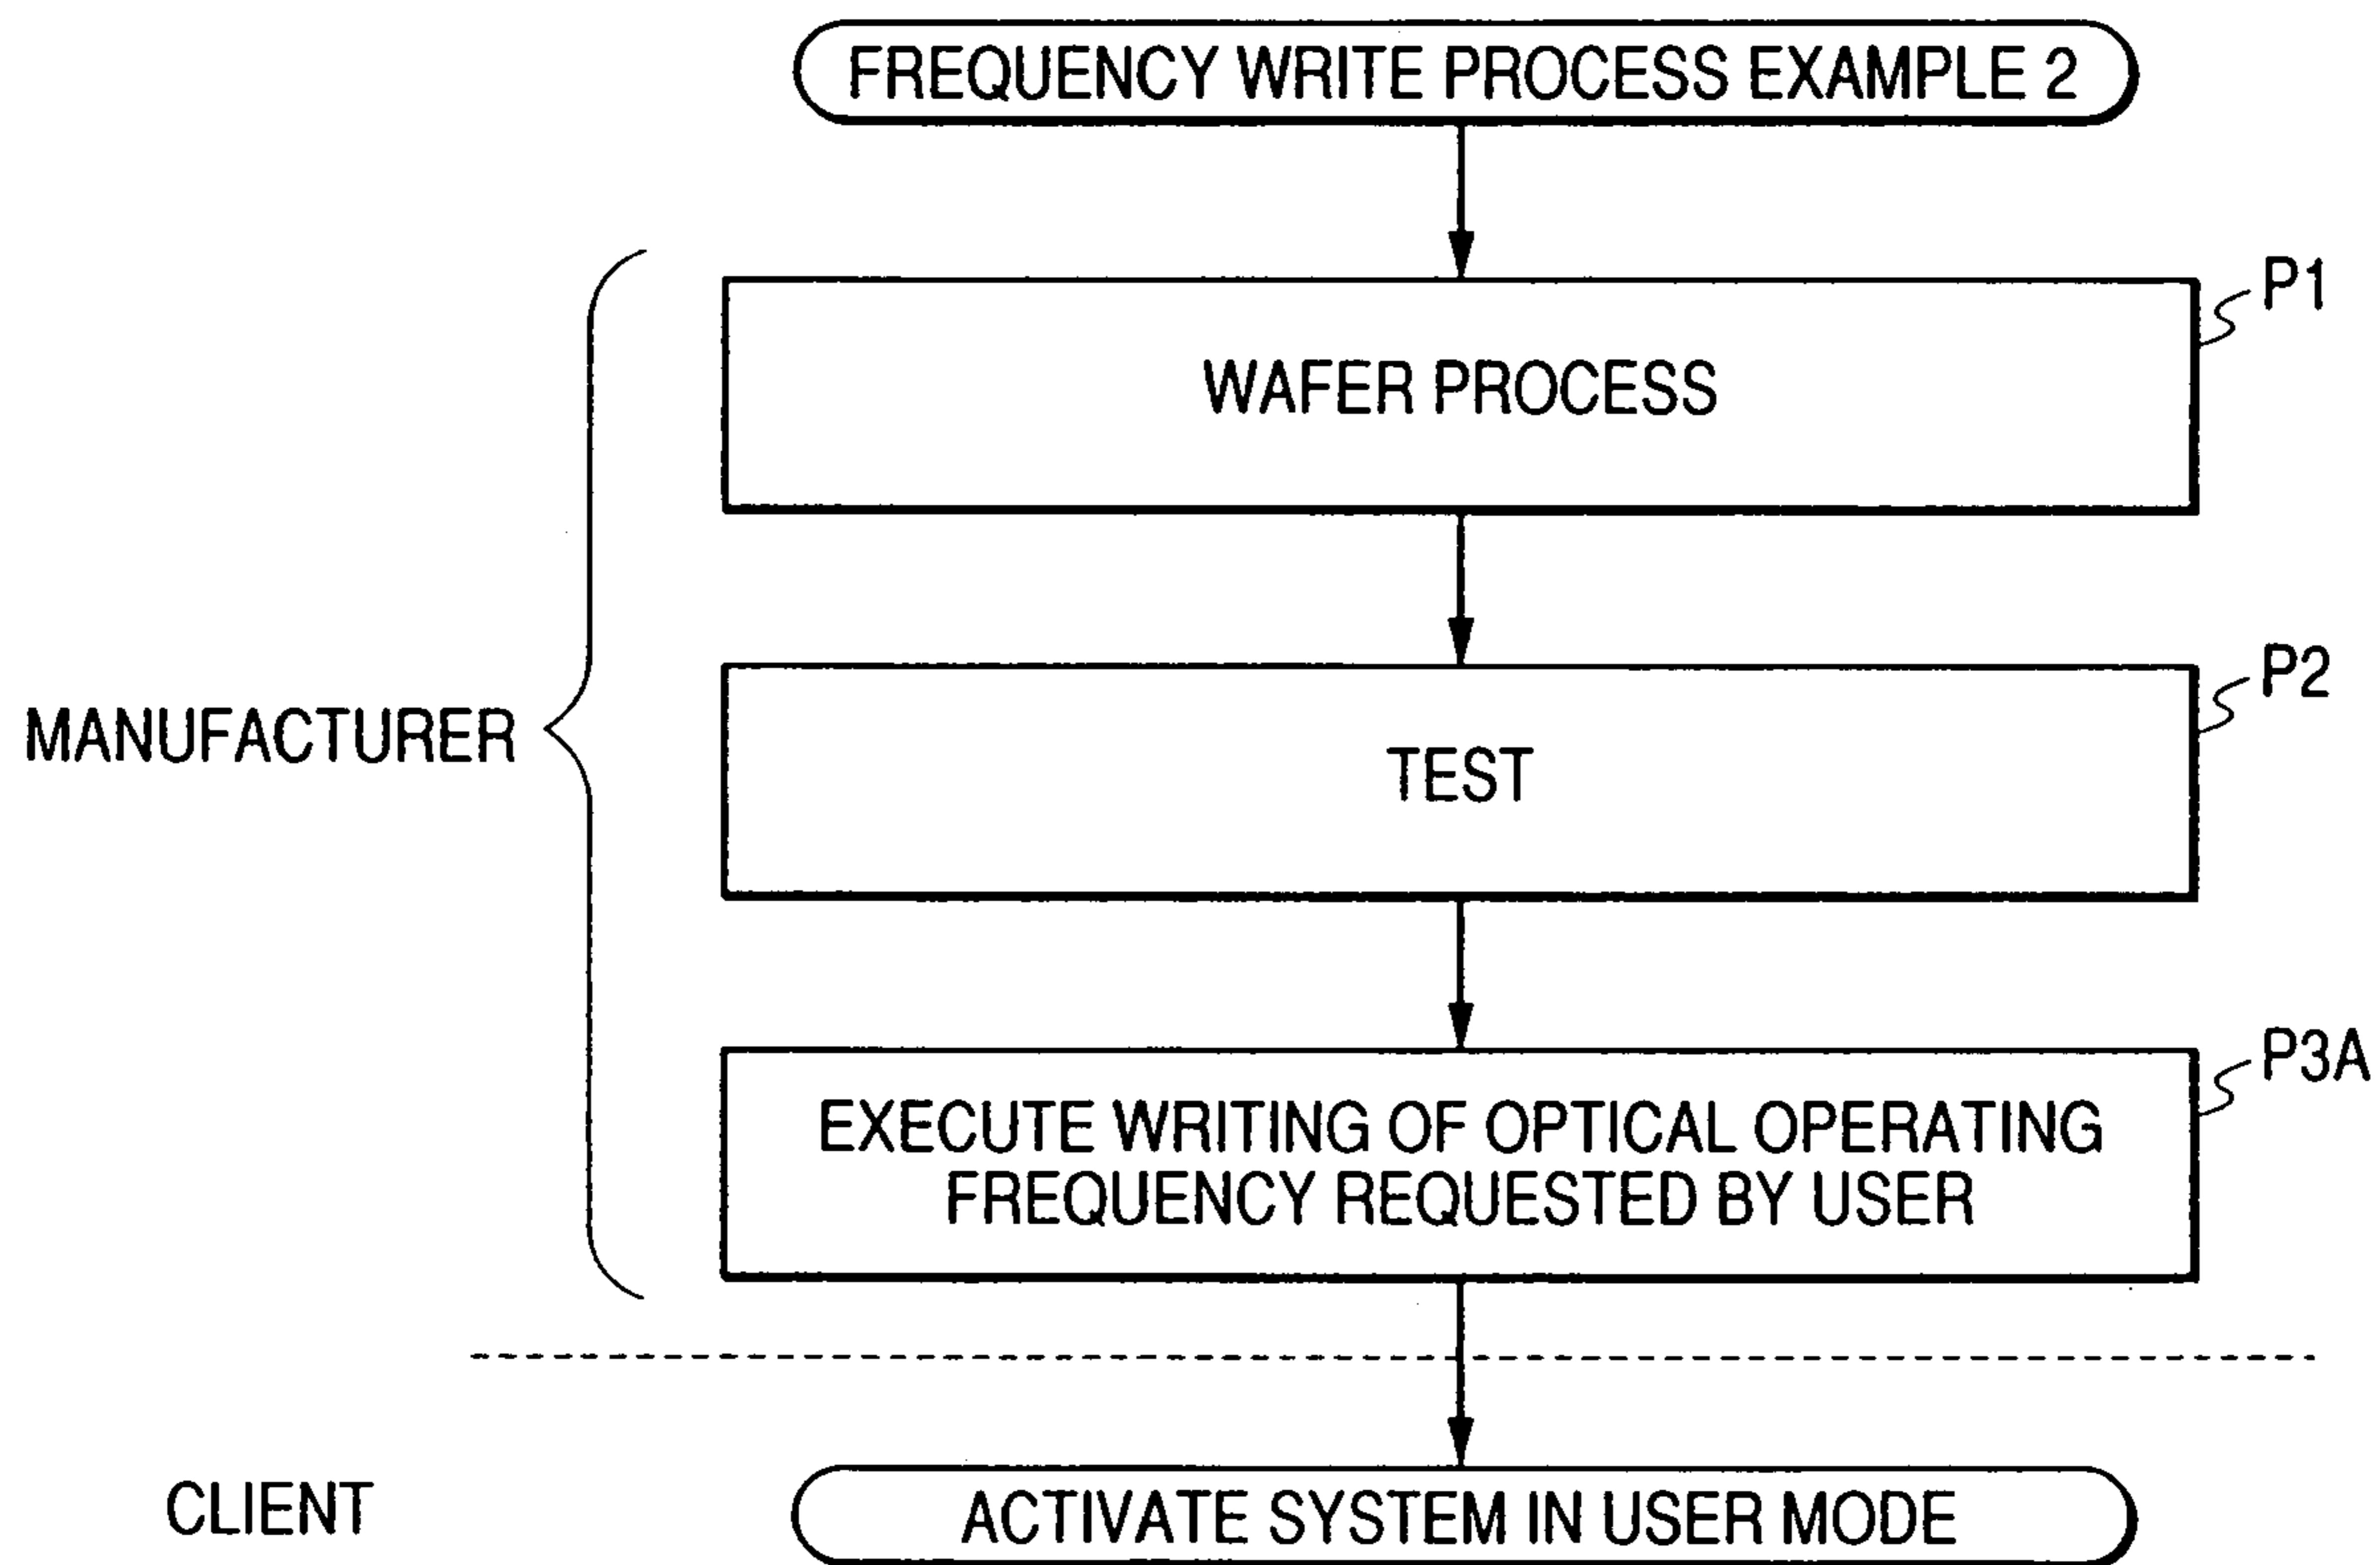 FREQUENCY WRITE PROCESS EXAMPLE 2
P1
WAFER PROCESS
P2
MANUFACTURER
TEST
P3A
EXECUTE WRITING OF OPTICAL OPERATING
FREQUENCY REQUESTED BY USER
CLIENT
ACTIVATE SYSTEM IN USER MODE